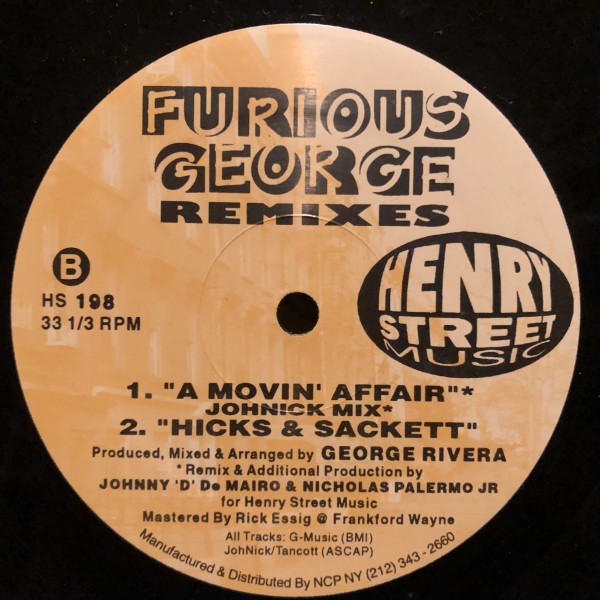 FURIOUS
GEORGE
REMIXES
B
HS 198
33 1/3 RPM
HENRY
STREET
MUSIC
1. "A MOVIN' AFFAIR"*
JOHN!CK MIX*
2. "HICKS & SACKETT"
Produced, Mixed & Arranged by GEORGE RIVERA
*Remix & Additional Production by
JOHNNY 'D' De MAIRO & NICHOLAS PALERMO JR
for Henry Street Music
Mastered By Rick Essig @ Frankford Wayne
All Tracks: G-Music (BMI)
JohNick/Tancott (ASCAP)
Manufactured & Distributed By NCP NY (212) 343-2660